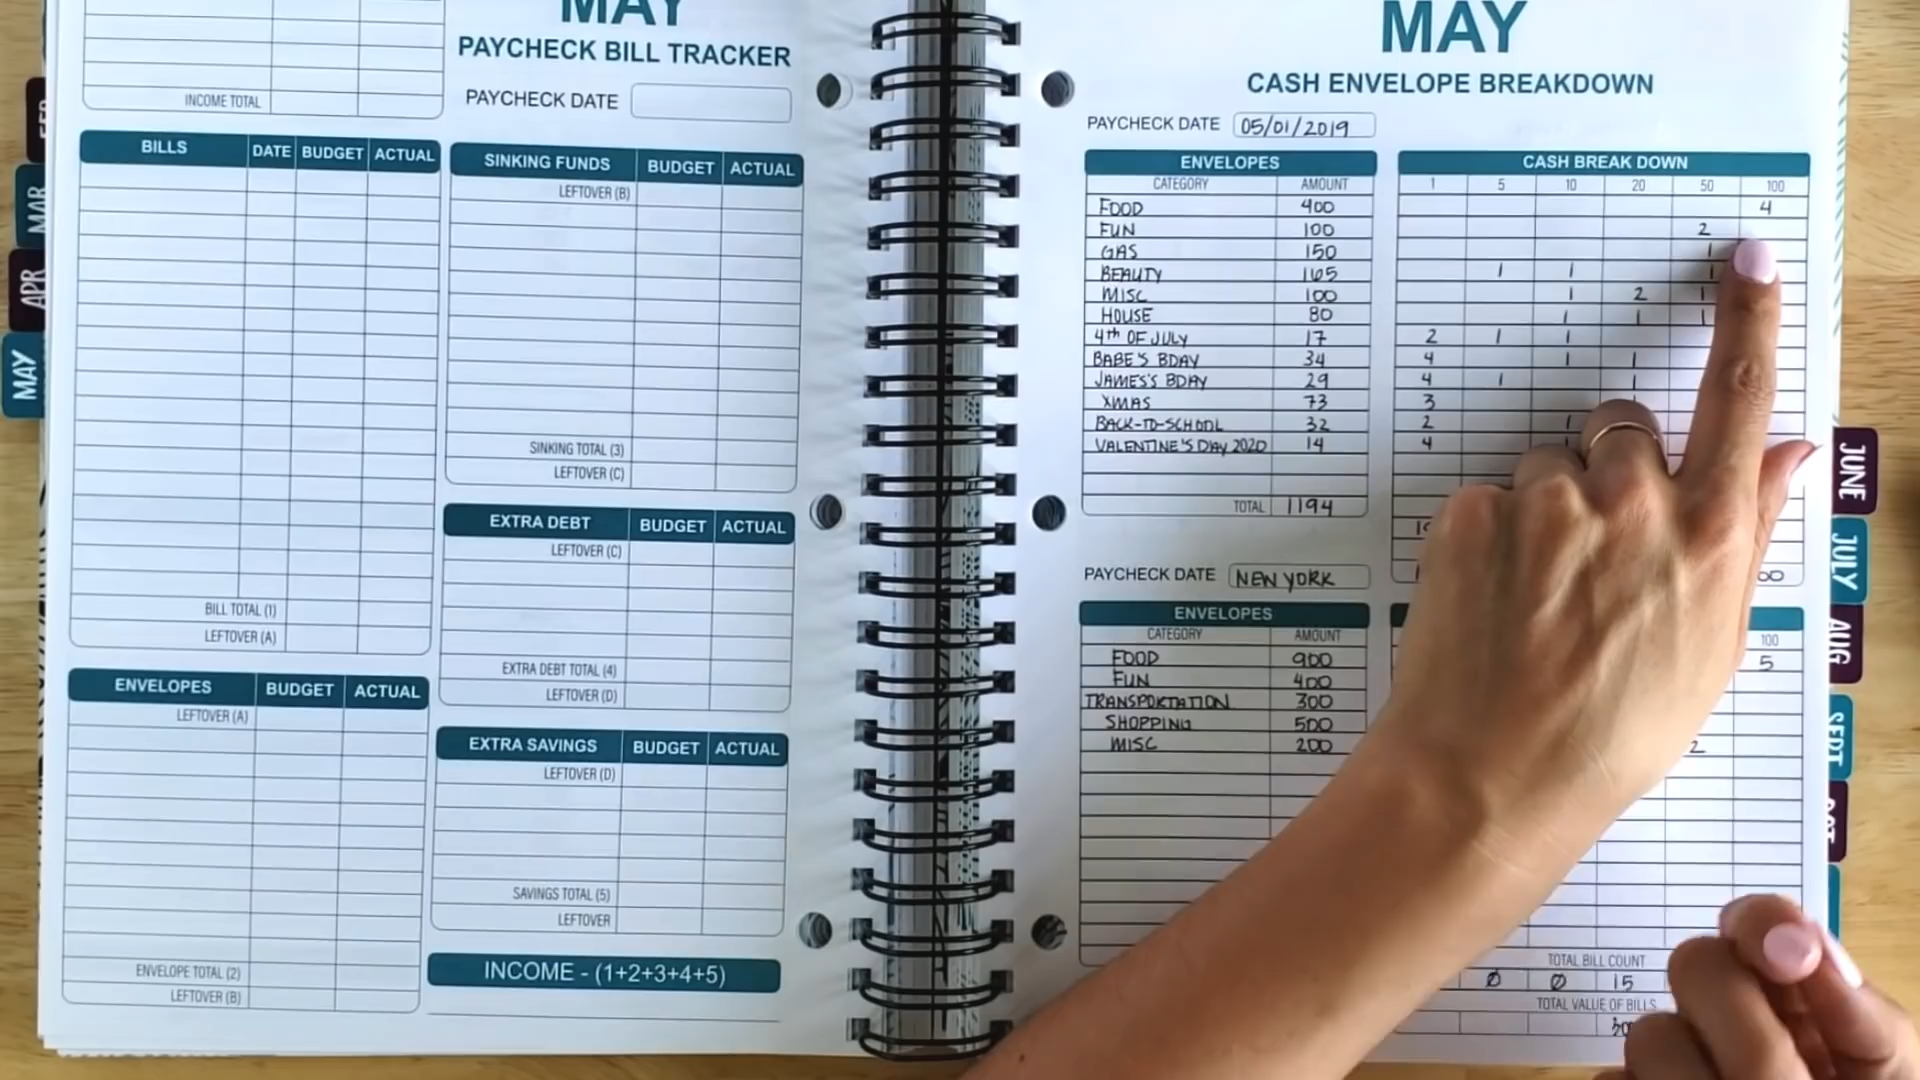 MAY
PAYCHECK BILL TRACKER
PAYCHECK DATE
INCOME TOTAL
BILLS DATE BUDGET ACTUAL
BILL TOTAL (1)
LEFTOVER (A)
ENVELOPES BUDGET ACTUAL
LEFTOVER (A)
ENVELOPE TOTAL (2)
LEFTOVER (B)
SINKING FUNDS BUDGET ACTUAL
LEFTOVER (B)
SINKING TOTAL (3)
LEFTOVER (C)
EXTRA DEBT BUDGET ACTUAL
LEFTOVER (C)
EXTRA DEBT TOTAL (4)
LEFTOVER (D)
EXTRA SAVINGS BUDGET ACTUAL
LEFTOVER (D)
SAVINGS TOTAL (5)
LEFTOVER
INCOME - (1+2+3+4+5)
MAY
CASH ENVELOPE BREAKDOWN
PAYCHECK DATE 05/01/2019
ENVELOPES CASH BREAK DOWN
CATEGORY AMOUNT 1 5 10 20 50 100
FOOD 400 4
FUN 100 2
GAS 150 1
BEAUTY 165 1 1 1
MISC 100 1 2 1
HOUSE 80 1 1 1
4th OF JULY 17 2 1 1
BABE'S BDAY 34 4 1 1
JAMES'S BDAY 29 4 1 1
XMAS 73 3
BACK-TO-SCHOOL 32 2 1
VALENTINE'S DAY 2020 14 4
TOTAL 1194
PAYCHECK DATE NEW YORK
ENVELOPES
CATEGORY AMOUNT 100
FOOD 900 5
FUN 400
TRANSPORTATION 300
SHOPPING 500
MISC 200 2
TOTAL BILL COUNT
Ø Ø 15
TOTAL VALUE OF BILLS
MAR
APR
MAY
JUNE
JULY
AUG
SEPT